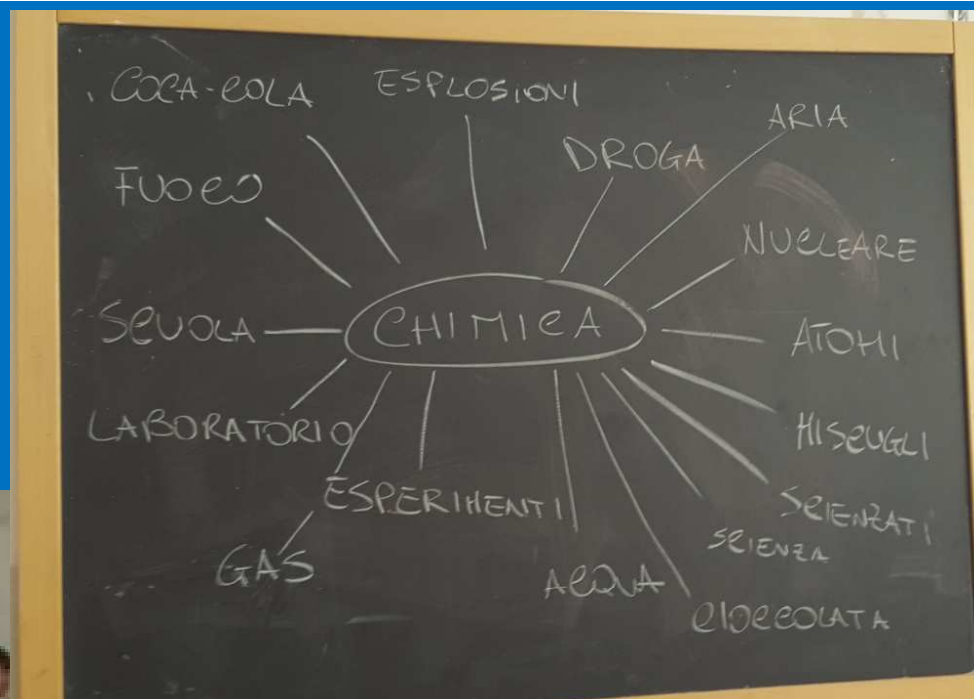 COCA-COLA
ESPLOSIONI
ARIA
DROGA
FUOCO
NUCLEARE
SCUOLA
CHIMICA
ATOMI
LABORATORIO
MISCUGLI
ESPERIMENTI
SCIENZATI
SCIENZA
GAS
ACQUA
CIOCCOLATA